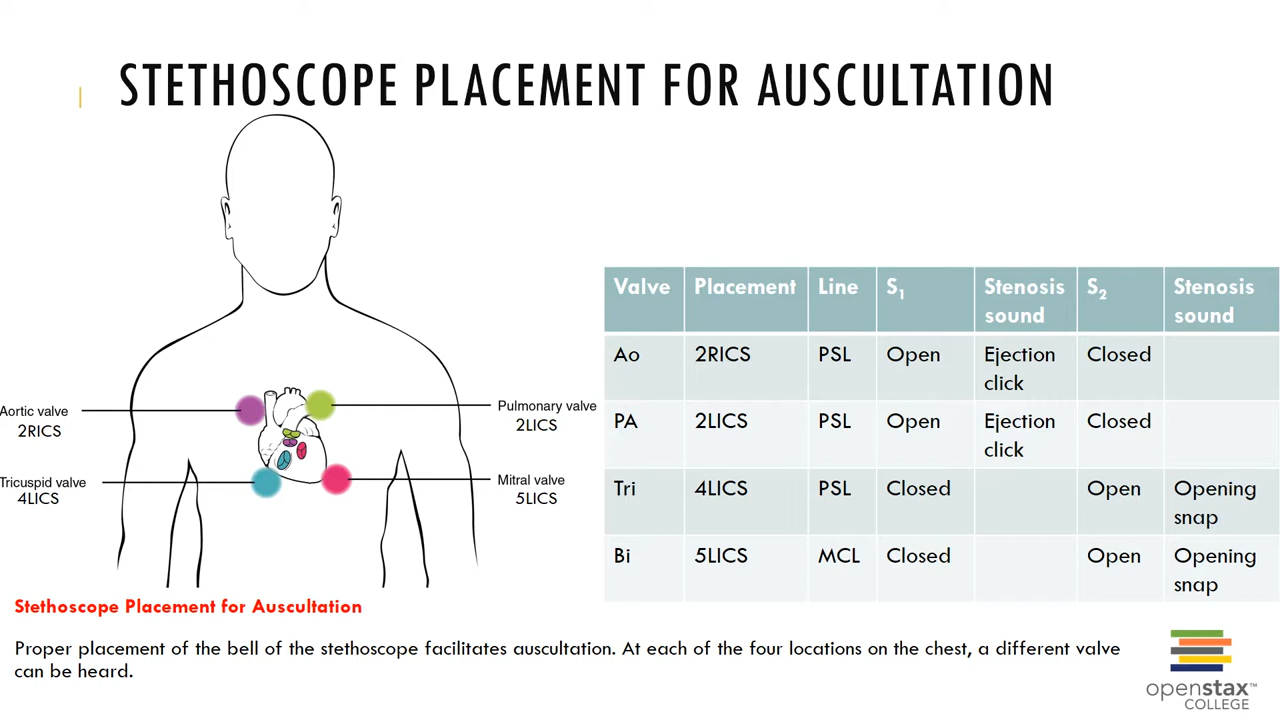 STETHOSCOPE PLACEMENT FOR AUSCULTATION
Aortic valve
2RICS
Pulmonary valve
2LICS
Tricuspid valve
4LICS
Mitral valve
5LICS
Valve Placement Line S1 Stenosis sound S2 Stenosis sound
Ao 2RICS PSL Open Ejection click Closed
PA 2LICS PSL Open Ejection click Closed
Tri 4LICS PSL Closed Open Opening snap
Bi 5LICS MCL Closed Open Opening snap
Stethoscope Placement for Auscultation
Proper placement of the bell of the stethoscope facilitates auscultation. At each of the four locations on the chest, a different valve
can be heard.
openstax™
COLLEGE